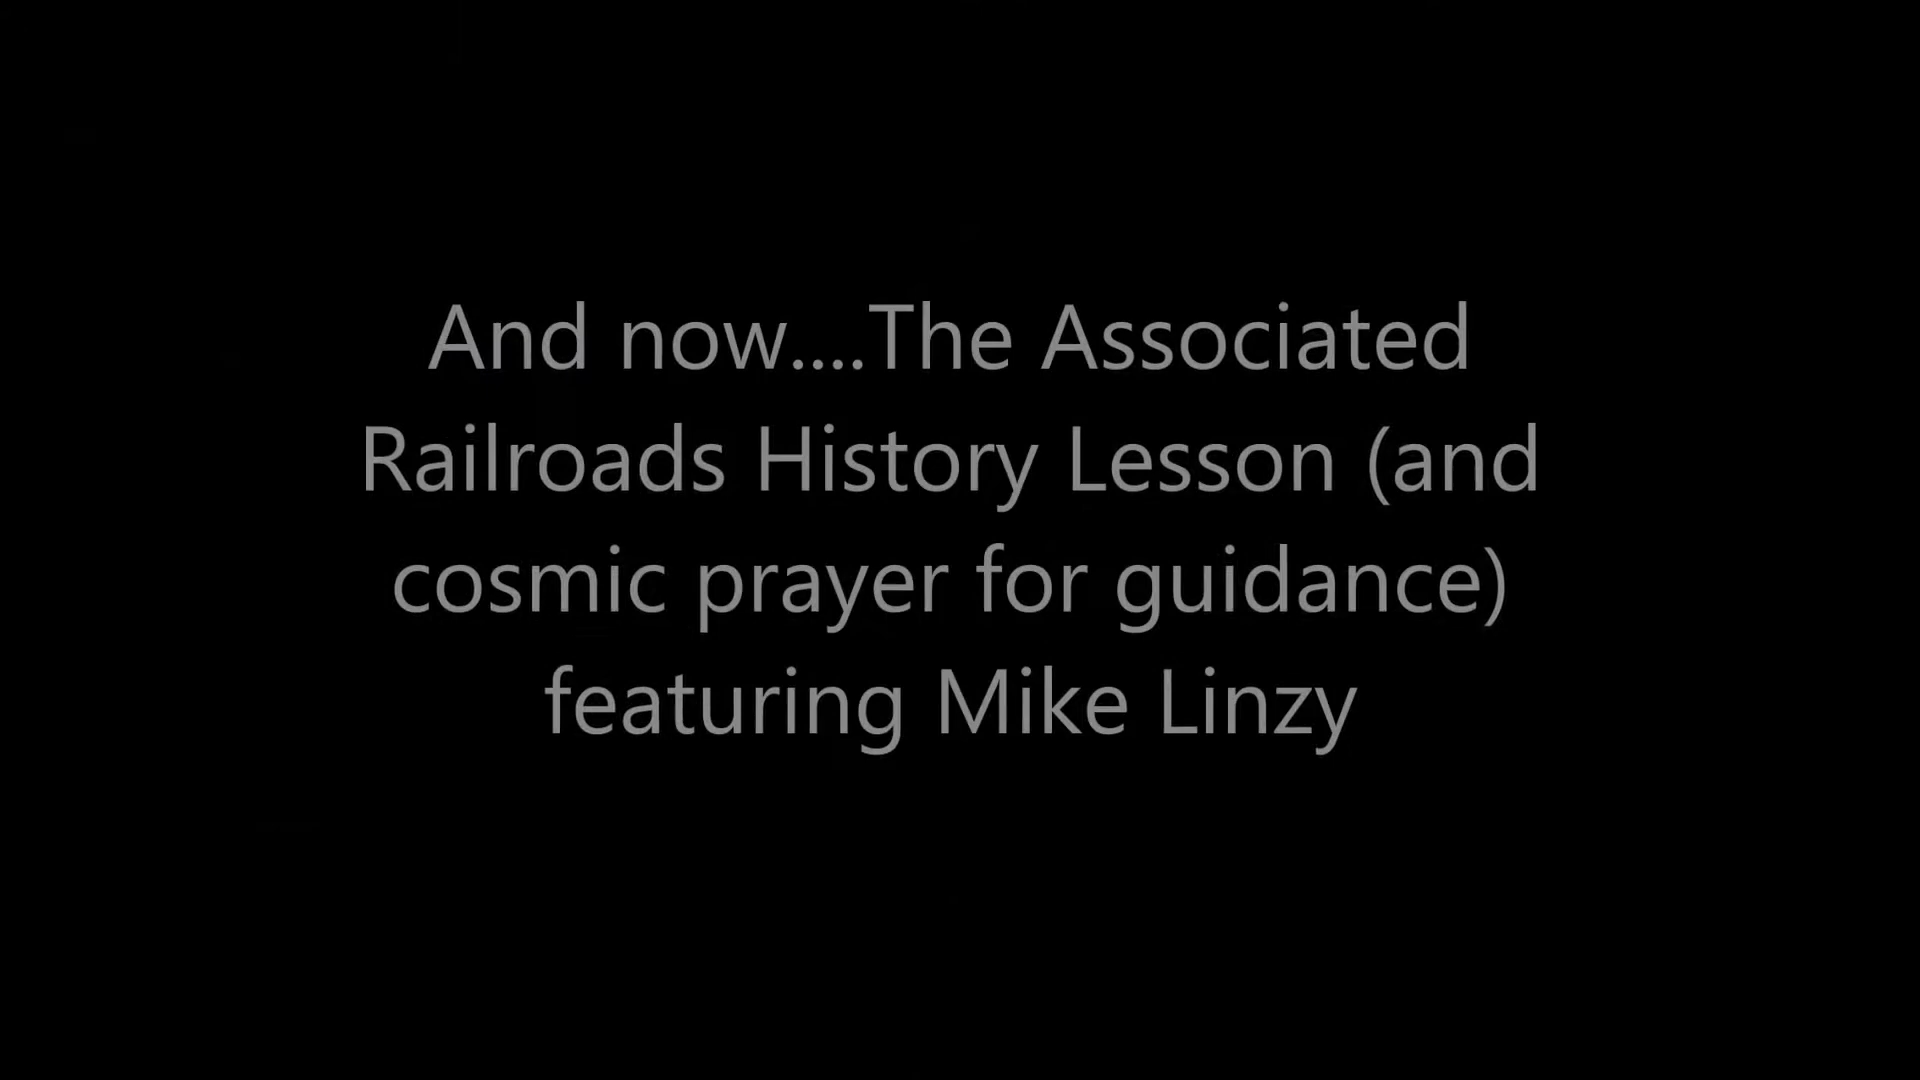 And now....The Associated
Railroads History Lesson (and
cosmic prayer for guidance)
featuring Mike Linzy